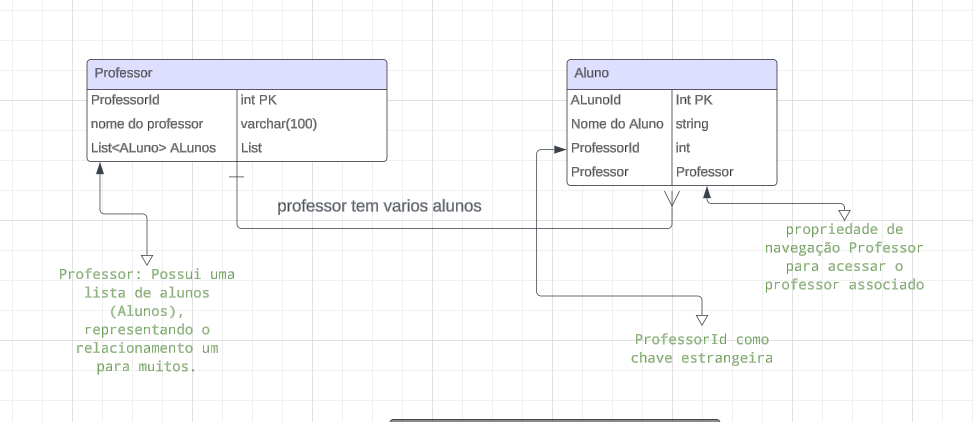 Professor
ProfessorId int PK
nome do professor varchar(100)
List<ALuno> ALunos List
Aluno
ALunoId Int PK
Nome do Aluno string
ProfessorId int
Professor Professor
professor tem varios alunos
propriedade de
navegação Professor
para acessar o
professor associado
Professor: Possui uma
lista de alunos
(Alunos),
representando o
relacionamento um
para muitos.
ProfessorId como
chave estrangeira